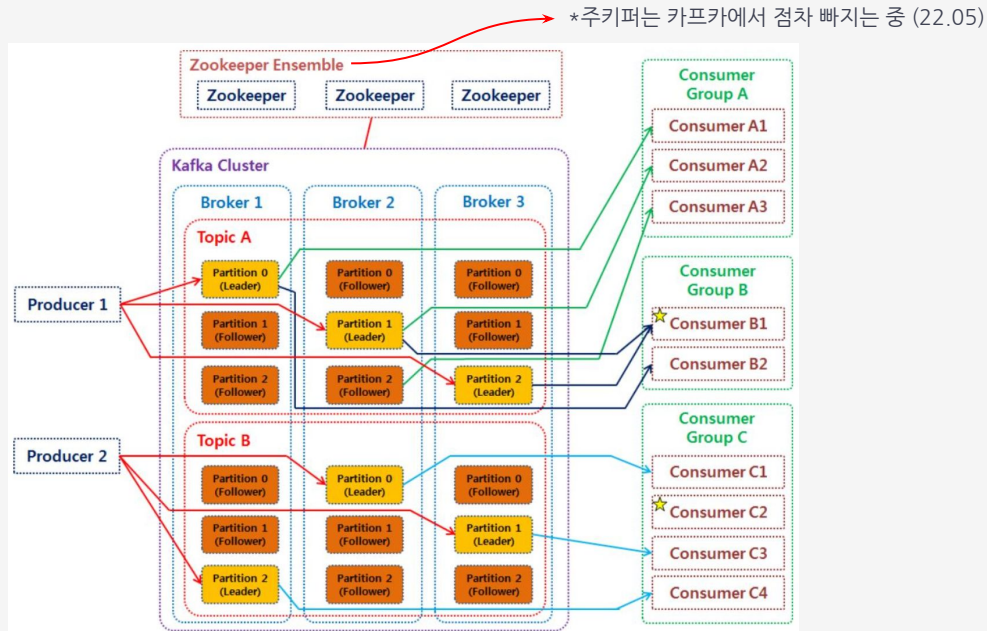 *주키퍼는 카프카에서 점차 빠지는 중 (22.05)
Zookeeper Ensemble
Zookeeper
Zookeeper
Zookeeper
Kafka Cluster
Broker 1
Broker 2
Broker 3
Topic A
Partition 0
(Leader)
Partition 0
(Follower)
Partition 0
(Follower)
Partition 1
(Follower)
Partition 1
(Leader)
Partition 1
(Follower)
Partition 2
(Follower)
Partition 2
(Follower)
Partition 2
(Leader)
Topic B
Partition 0
(Follower)
Partition 0
(Leader)
Partition 0
(Follower)
Partition 1
(Follower)
Partition 1
(Follower)
Partition 1
(Leader)
Partition 2
(Leader)
Partition 2
(Follower)
Partition 2
(Follower)
Producer 1
Producer 2
Consumer
Group A
Consumer A1
Consumer A2
Consumer A3
Consumer
Group B
Consumer B1
Consumer B2
Consumer
Group C
Consumer C1
Consumer C2
Consumer C3
Consumer C4